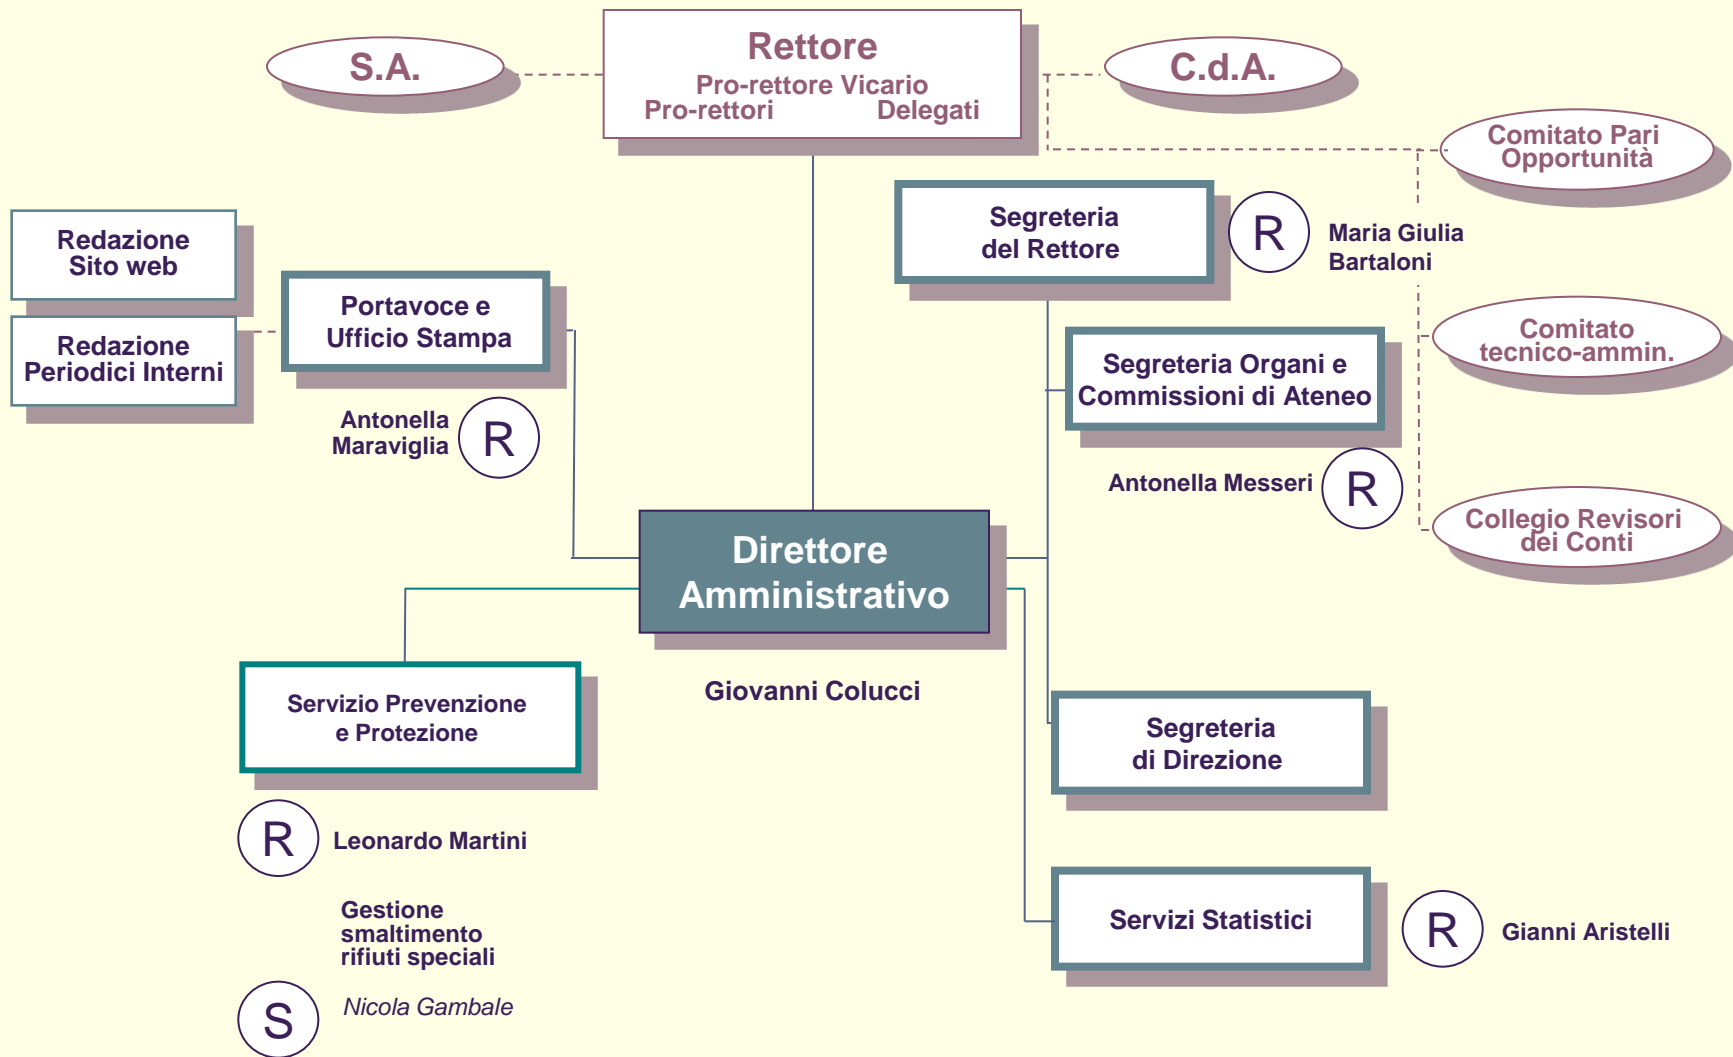 S.A.
Rettore
Pro-rettore Vicario
Pro-rettori Delegati
C.d.A.
Comitato Pari
Opportunità
Segreteria
del Rettore
R
Maria Giulia
Bartaloni
Redazione
Sito web
Portavoce e
Ufficio Stampa
Redazione
Periodici Interni
Comitato
tecnico-ammin.
Segreteria Organi e
Commissioni di Ateneo
Antonella
Maraviglia
R
Antonella Messeri
R
Collegio Revisori
dei Conti
Direttore
Amministrativo
Giovanni Colucci
Servizio Prevenzione
e Protezione
Segreteria
di Direzione
R
Leonardo Martini
Gestione
smaltimento
rifiuti speciali
S
Nicola Gambale
Servizi Statistici
R
Gianni Aristelli